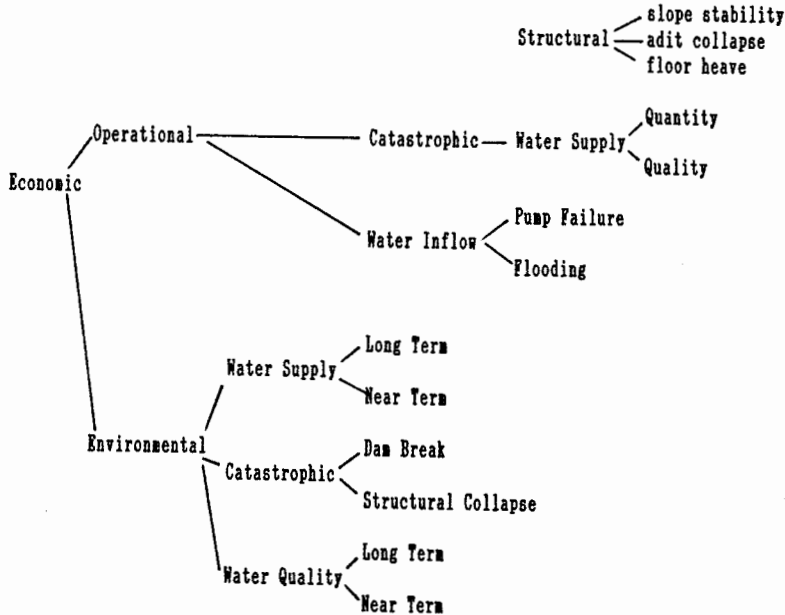 slope stability
Structural
adit collapse
floor heave
Quantity
Operational
Catastrophic
Water Supply
Quality
Economic
Pump Failure
Water Inflow
Flooding
Long Term
Water Supply
Near Term
Environmental
Dam Break
Catastrophic
Structural Collapse
Long Term
Water Quality
Near Term